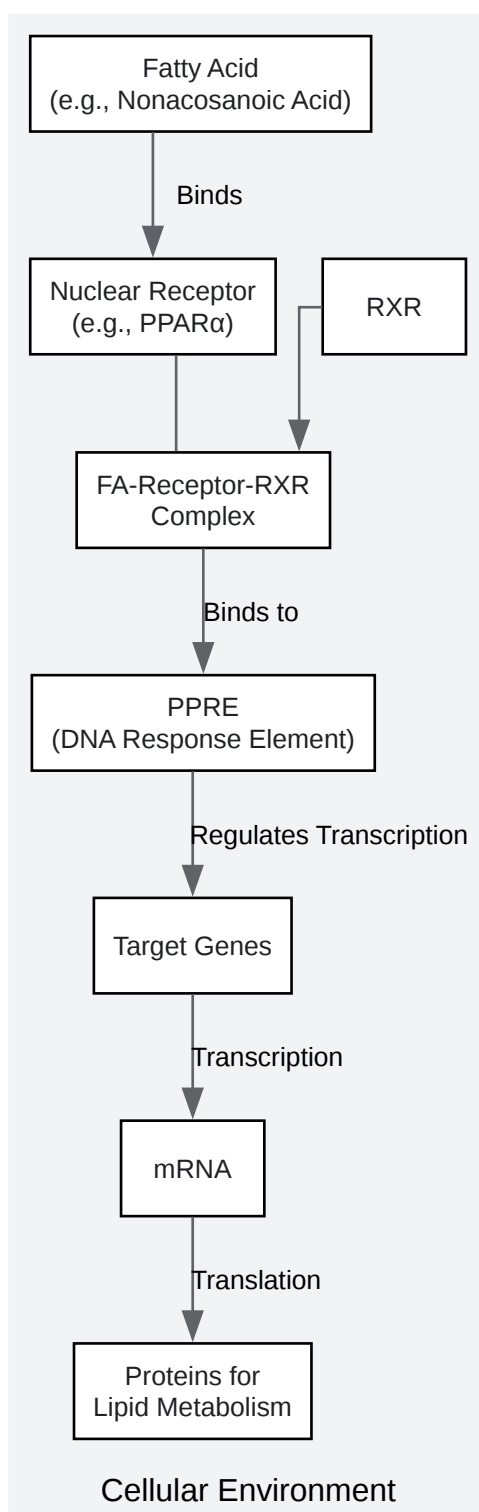 Fatty Acid
(e.g., Nonacosanoic Acid)
Binds
Nuclear Receptor
(e.g., PPARα)
RXR
FA-Receptor-RXR
Complex
Binds to
PPRE
(DNA Response Element)
Regulates Transcription
Target Genes
Transcription
mRNA
Translation
Proteins for
Lipid Metabolism
Cellular Environment